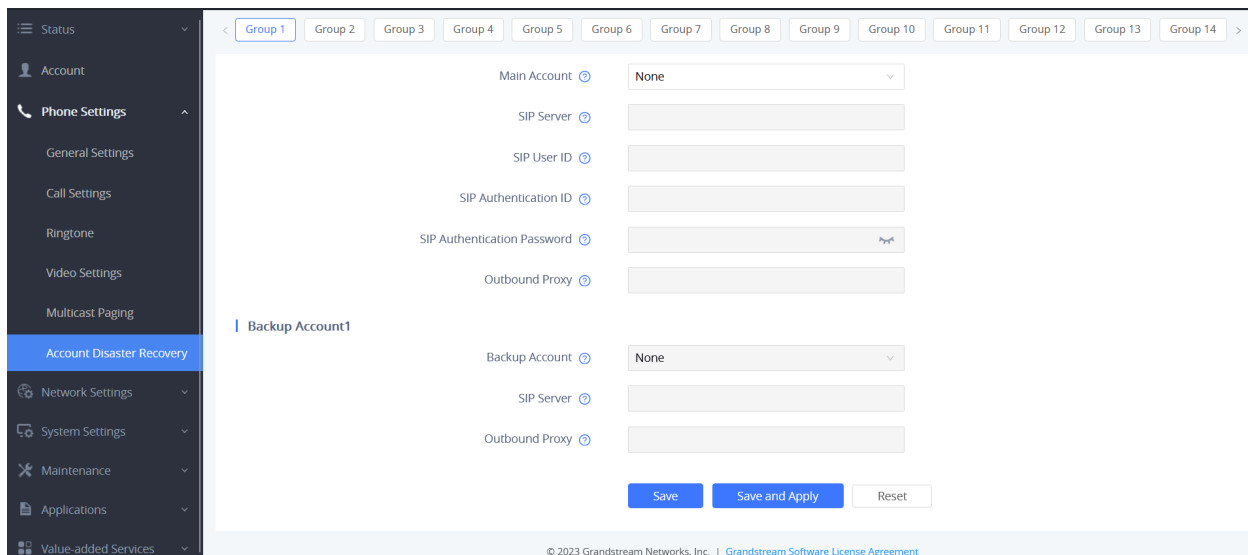 Status
Account
Phone Settings
General Settings
Call Settings
Ringtone
Video Settings
Multicast Paging
Account Disaster Recovery
Network Settings
System Settings
Maintenance
Applications
Value-added Services
< Group 1 Group 2 Group 3 Group 4 Group 5 Group 6 Group 7 Group 8 Group 9 Group 10 Group 11 Group 12 Group 13 Group 14 >
Main Account ? None
SIP Server ?
SIP User ID ?
SIP Authentication ID ?
SIP Authentication Password ?
Outbound Proxy ?
Backup Account1
Backup Account ? None
SIP Server ?
Outbound Proxy ?
Save Save and Apply Reset
© 2023 Grandstream Networks, Inc. | Grandstream Software License Agreement